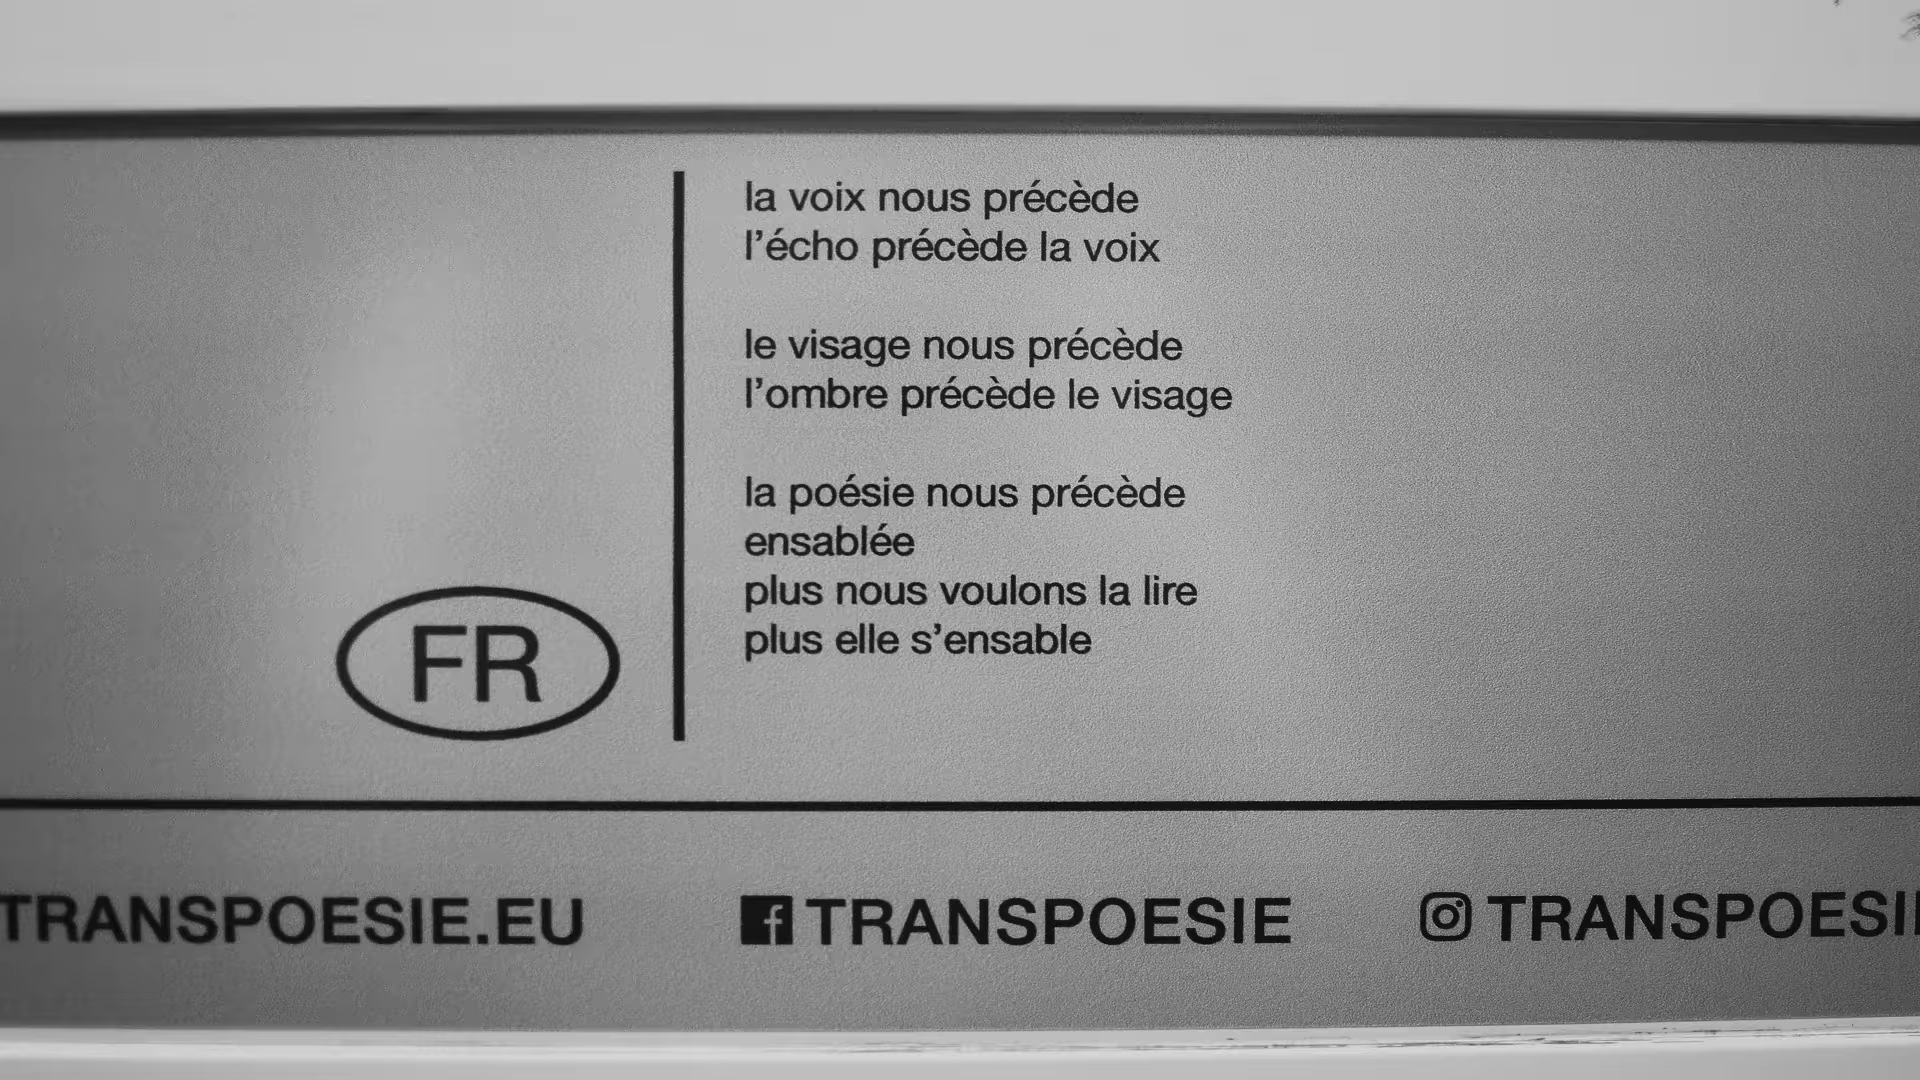 la voix nous précède
l’écho précède la voix
le visage nous précède
l’ombre précède le visage
la poésie nous précède
ensablée
plus nous voulons la lire
plus elle s’ensable
FR
TRANSPOESIE.EU
TRANSPOESIE
TRANSPOESI